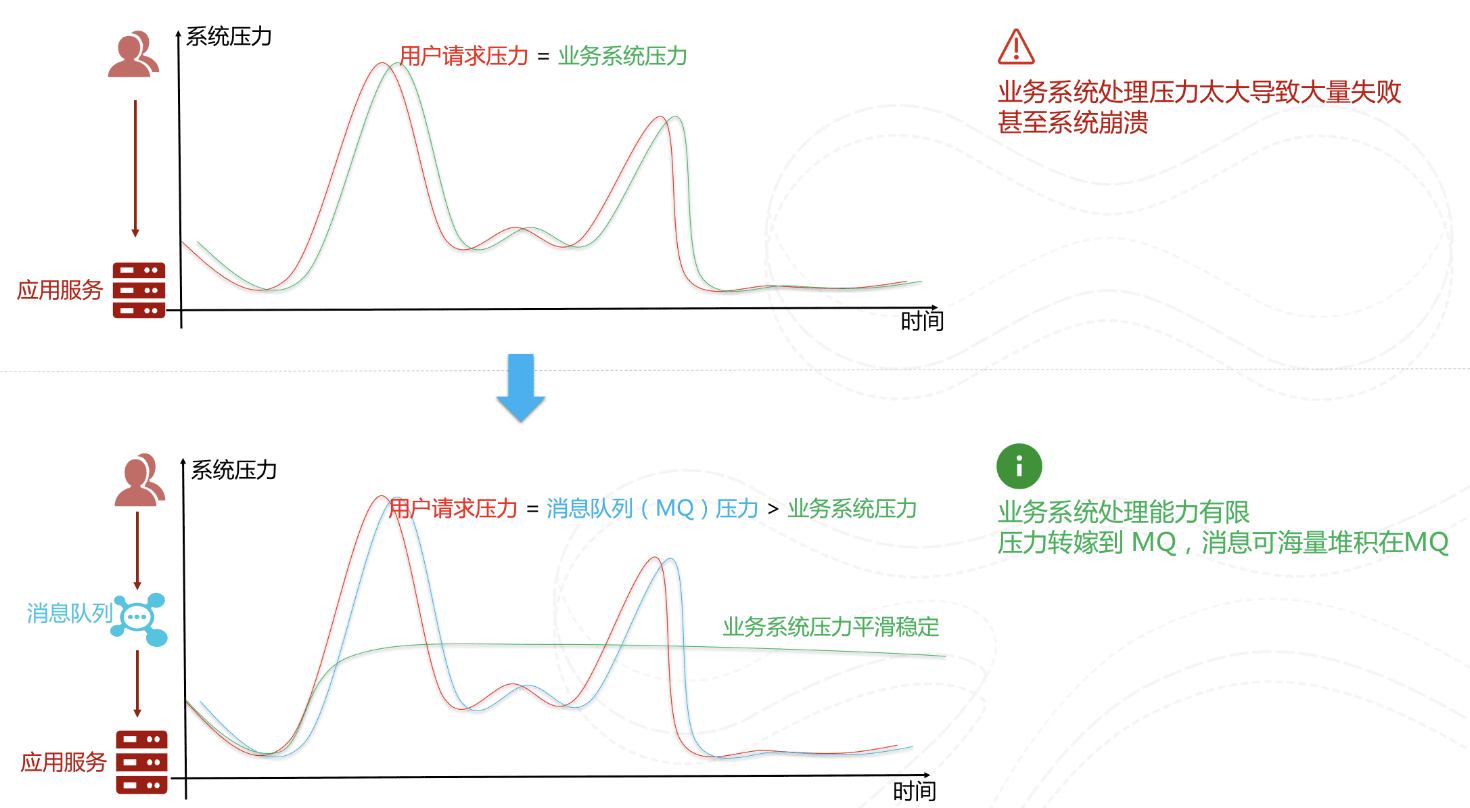 系统压力
用户请求压力 = 业务系统压力
业务系统处理压力太大导致大量失败
甚至系统崩溃
应用服务
时间
系统压力
用户请求压力 = 消息队列（MQ）压力 > 业务系统压力
业务系统处理能力有限
压力转嫁到 MQ，消息可海量堆积在MQ
消息队列
业务系统压力平滑稳定
应用服务
时间